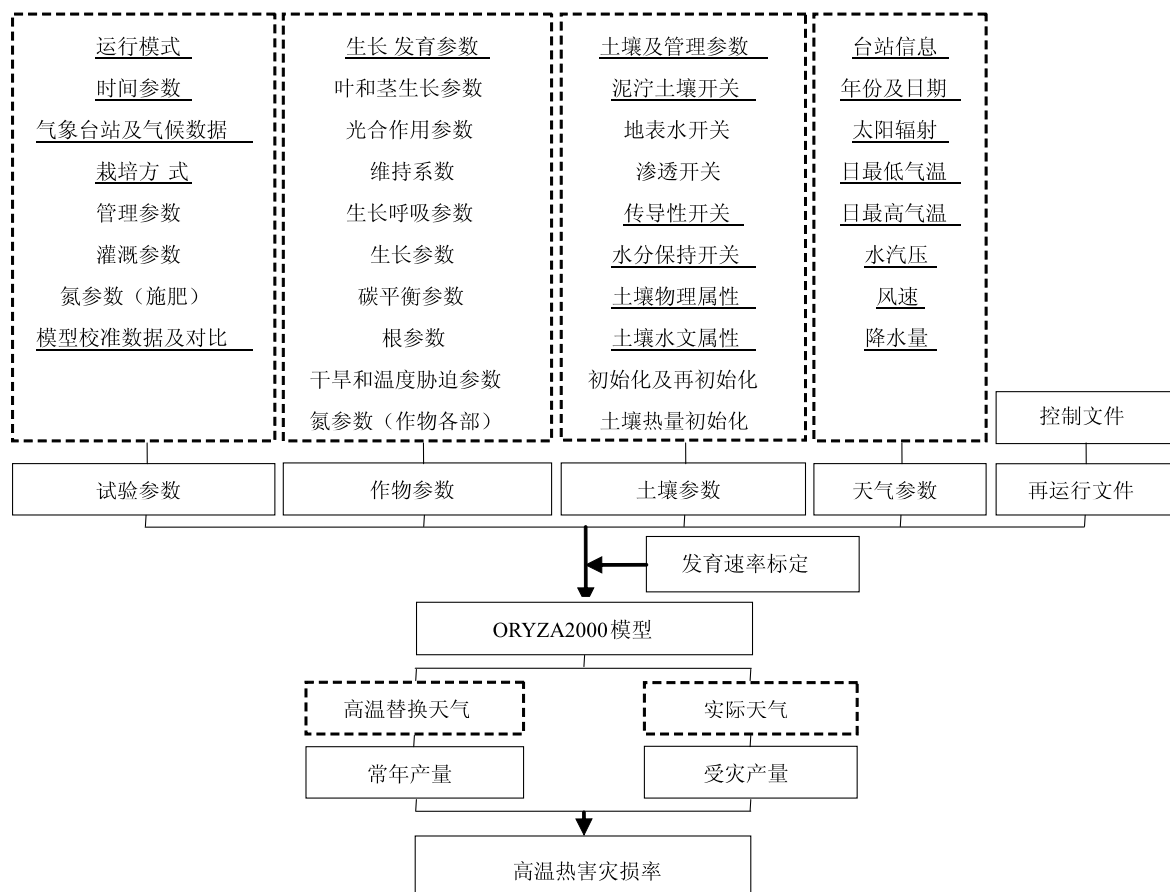 运行模式
时间参数
气象台站及气候数据
栽培方 式
管理参数
灌溉参数
氮参数（施肥）
模型校准数据及对比
生长 发育参数
叶和茎生长参数
光合作用参数
维持系数
生长呼吸参数
生长参数
碳平衡参数
根参数
干旱和温度胁迫参数
氮参数（作物各部）
土壤及管理参数
泥泞土壤开关
地表水开关
渗透开关
传导性开关
水分保持开关
土壤物理属性
土壤水文属性
初始化及再初始化
土壤热量初始化
台站信息
年份及日期
太阳辐射
日最低气温
日最高气温
水汽压
风速
降水量
控制文件
试验参数
作物参数
土壤参数
天气参数
再运行文件
发育速率标定
ORYZA2000模型
高温替换天气
实际天气
常年产量
受灾产量
高温热害灾损率